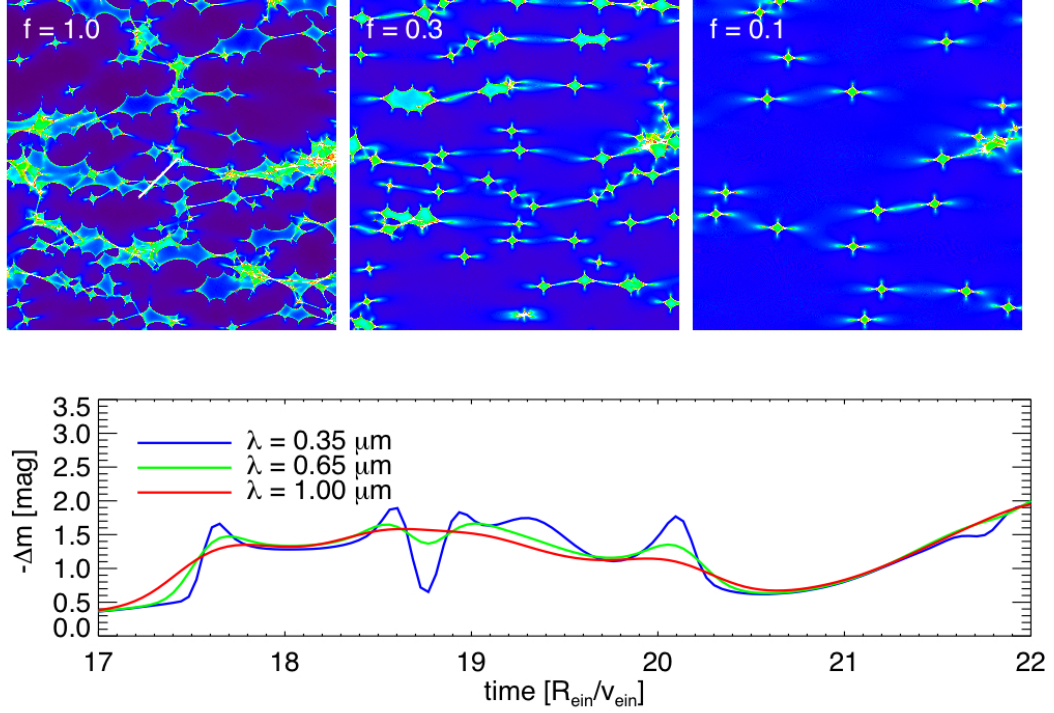 f = 1.0
f = 0.3
f = 0.1
3.5
3.0
2.5
2.0
1.5
1.0
0.5
0.0
-Δm [mag]
λ = 0.35 μm
λ = 0.65 μm
λ = 1.00 μm
17 18 19 20 21 22
time [R_ein/v_ein]